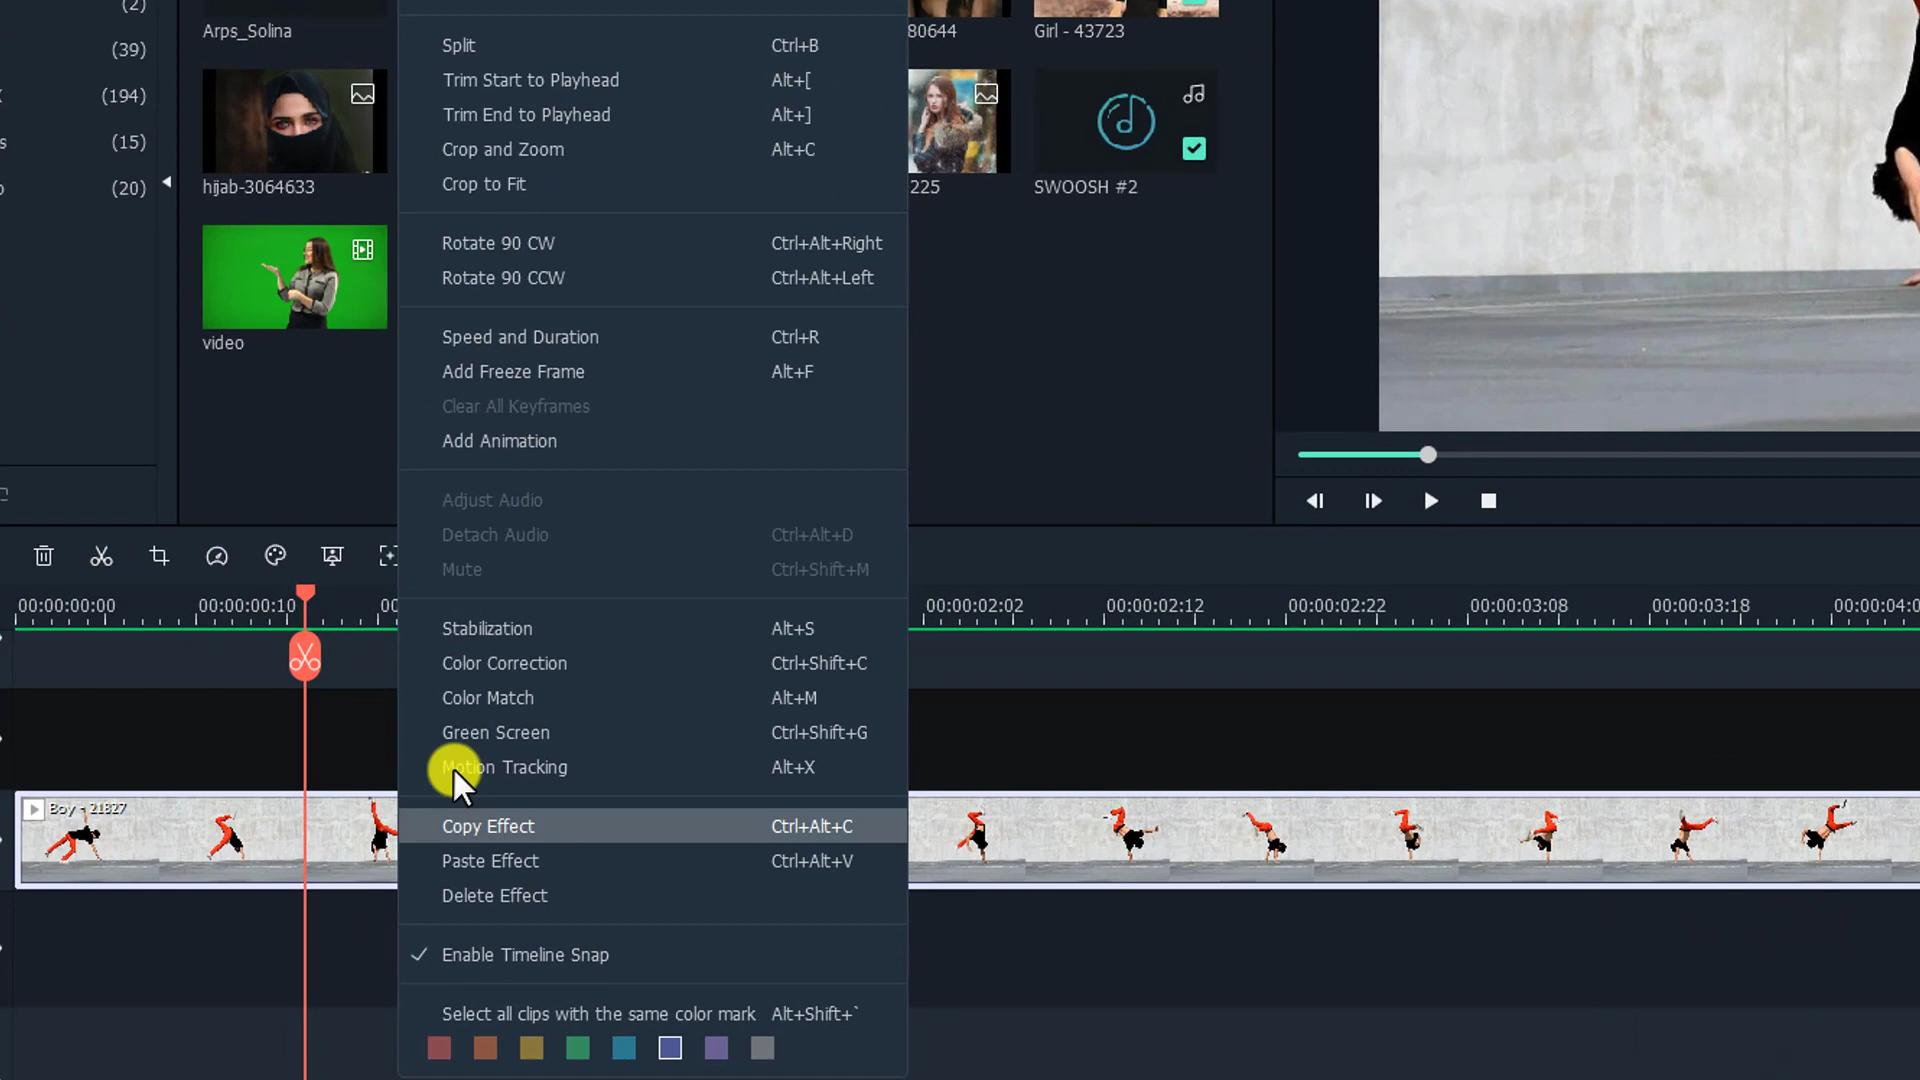 (2)
(39)
(194)
(15)
(20)
Arps_Solina
80644
Girl - 43723
hijab-3064633
225
SWOOSH #2
video
Split Ctrl+B
Trim Start to Playhead Alt+[
Trim End to Playhead Alt+]
Crop and Zoom Alt+C
Crop to Fit
Rotate 90 CW Ctrl+Alt+Right
Rotate 90 CCW Ctrl+Alt+Left
Speed and Duration Ctrl+R
Add Freeze Frame Alt+F
Clear All Keyframes
Add Animation
Adjust Audio
Detach Audio Ctrl+Alt+D
Mute Ctrl+Shift+M
Stabilization Alt+S
Color Correction Ctrl+Shift+C
Color Match Alt+M
Green Screen Ctrl+Shift+G
Motion Tracking Alt+X
Copy Effect Ctrl+Alt+C
Paste Effect Ctrl+Alt+V
Delete Effect
Enable Timeline Snap
Select all clips with the same color mark Alt+Shift+`
00:00:00:00 00:00:00:10 00 00:00:02:02 00:00:02:12 00:00:02:22 00:00:03:08 00:00:03:18 00:00:04:0
Boy - 21827